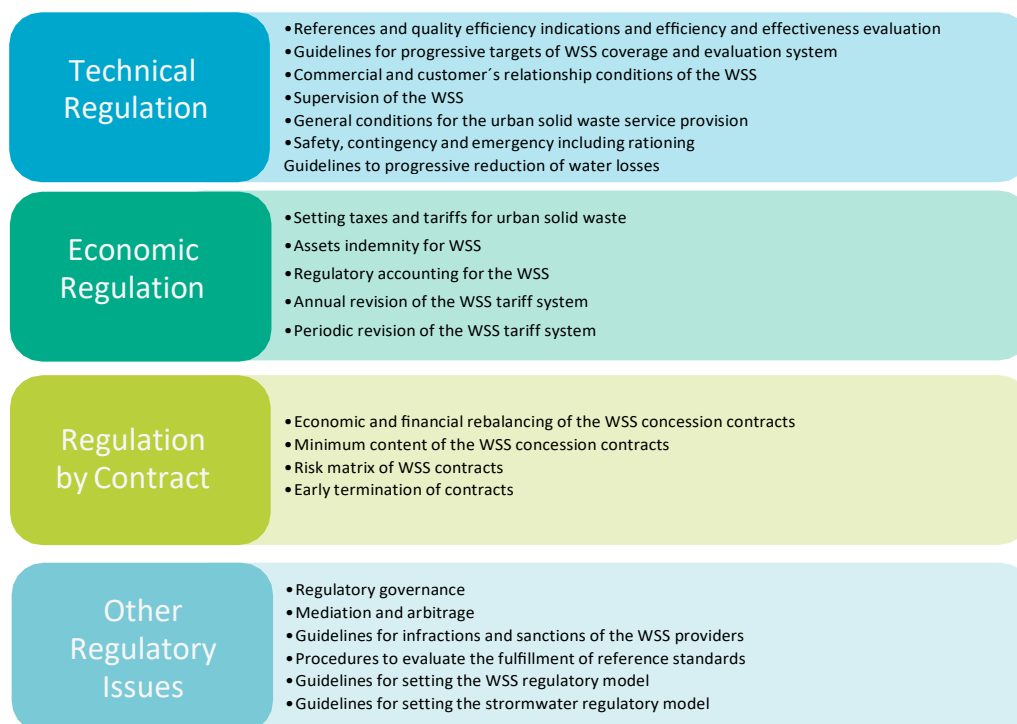 Technical
Regulation
•References and quality efficiency indications and efficiency and effectiveness evaluation
•Guidelines for progressive targets of WSS coverage and evaluation system
•Commercial and customer´s relationship conditions of the WSS
•Supervision of the WSS
•General conditions for the urban solid waste service provision
•Safety, contingency and emergency including rationing
Guidelines to progressive reduction of water losses
Economic
Regulation
•Setting taxes and tariffs for urban solid waste
•Assets indemnity for WSS
•Regulatory accounting for the WSS
•Annual revision of the WSS tariff system
•Periodic revision of the WSS tariff system
Regulation
by Contract
•Economic and financial rebalancing of the WSS concession contracts
•Minimum content of the WSS concession contracts
•Risk matrix of WSS contracts
•Early termination of contracts
Other
Regulatory
Issues
•Regulatory governance
•Mediation and arbitrage
•Guidelines for infractions and sanctions of the WSS providers
•Procedures to evaluate the fulfillment of reference standards
•Guidelines for setting the WSS regulatory model
•Guidelines for setting the strormwater regulatory model